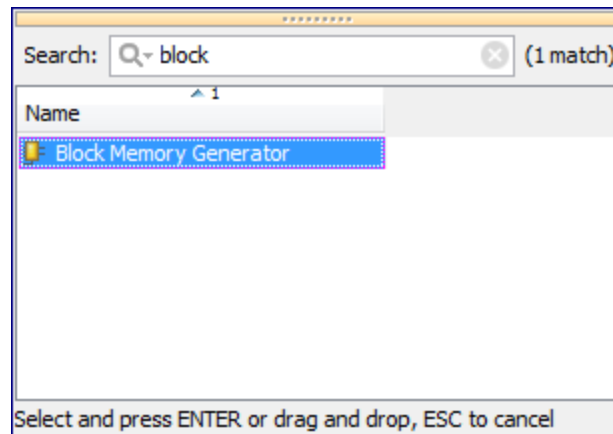 Search: block (1 match)
1
Name
Block Memory Generator
Select and press ENTER or drag and drop, ESC to cancel